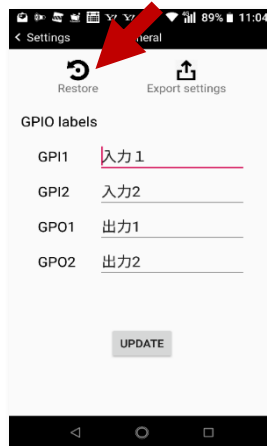 89% 11:04
Settings
Restore Export settings
GPIO labels
GPI1 入力１
GPI2 入力2
GPO1 出力1
GPO2 出力2
UPDATE